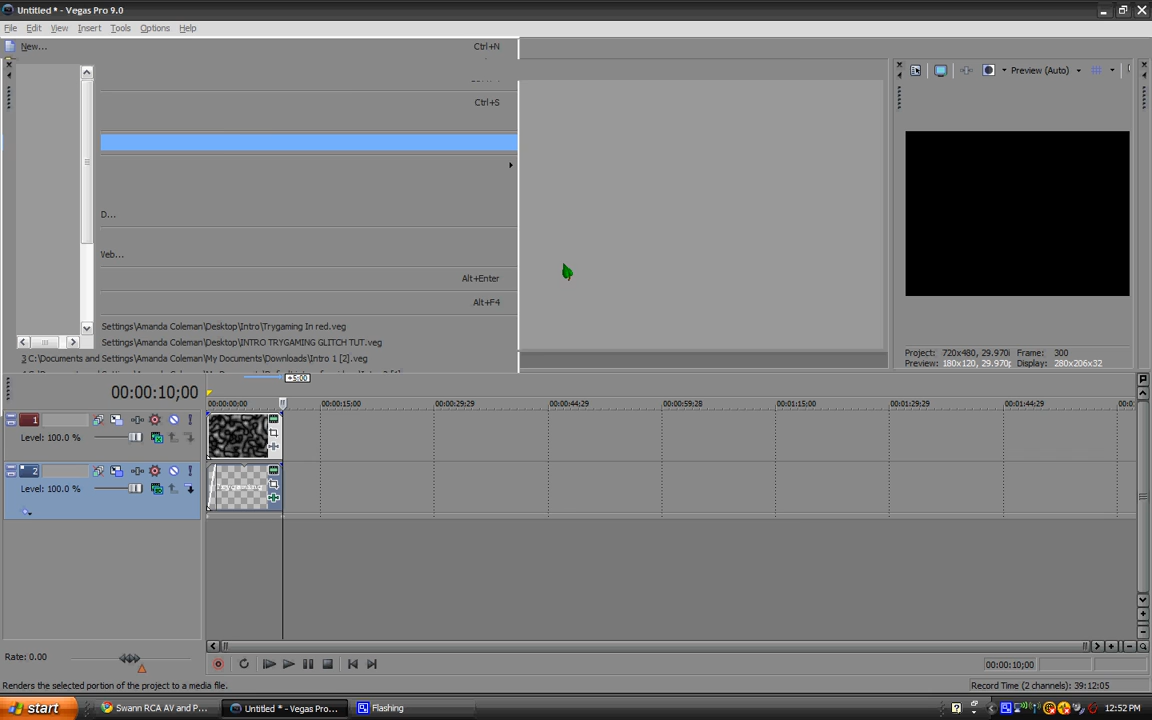 Untitled * - Vegas Pro 9.0
File Edit View Insert Tools Options Help
New... Ctrl+N
Ctrl+S
Preview (Auto)
D...
Veb...
Alt+Enter
Alt+F4
Settings\Amanda Coleman\Desktop\Intro\Trygaming In red.veg
Settings\Amanda Coleman\Desktop\INTRO TRYGAMING GLITCH TUT.veg
3 C:\Documents and Settings\Amanda Coleman\My Documents\Downloads\Intro 1 [2].veg
Project: 720x480, 29.970i Frame: 300
Preview: 180x120, 29.970p Display: 280x206x32
+5:00
00:00:10;00
00:00:00;00 00:00:15;00 00:00:29;29 00:00:44;29 00:00:59;28 00:01:15;00 00:01:29;29 00:01:44;29 00:0
1
Level: 100.0 %
2
Level: 100.0 %
Trygaming
Rate: 0.00
00:00:10;00
Renders the selected portion of the project to a media file.
Record Time (2 channels): 39:12:05
start
Swann RCA AV and P...
Untitled * - Vegas Pro...
Flashing
12:52 PM